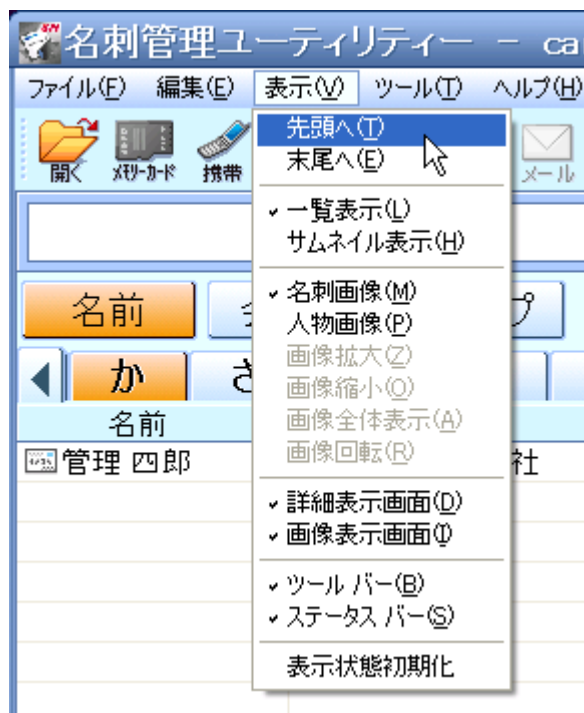 名刺管理ユーティリティー － ca
ファイル(F) 編集(E) 表示(V) ツール(T) ヘルプ(H)
開く メモリーカード 携帯 メール
先頭へ(T)
末尾へ(E)
一覧表示(L)
サムネイル表示(H)
名刺画像(M)
人物画像(P)
画像拡大(Z)
画像縮小(O)
画像全体表示(A)
画像回転(R)
詳細表示画面(D)
画像表示画面(I)
ツール バー(B)
ステータス バー(S)
表示状態初期化
名前 プ
か さ
名前
管理 四郎 社